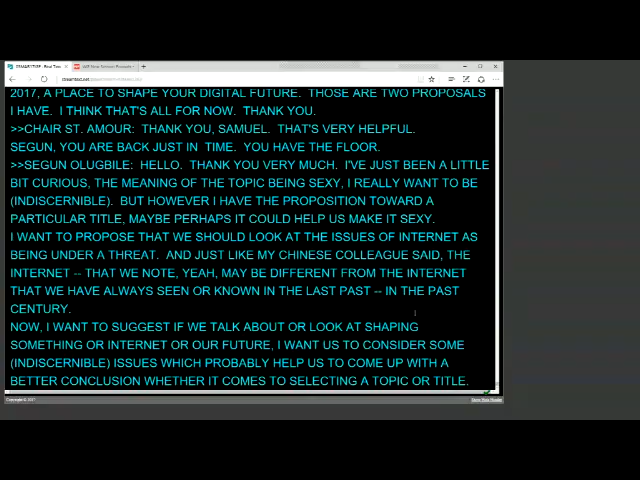 2017, A PLACE TO SHAPE YOUR DIGITAL FUTURE. THOSE ARE TWO PROPOSALS
I HAVE. I THINK THAT'S ALL FOR NOW. THANK YOU.
>>CHAIR ST. AMOUR: THANK YOU, SAMUEL. THAT'S VERY HELPFUL.
SEGUN, YOU ARE BACK JUST IN TIME. YOU HAVE THE FLOOR.
>>SEGUN OLUGBILE: HELLO. THANK YOU VERY MUCH. I'VE JUST BEEN A LITTLE
BIT CURIOUS, THE MEANING OF THE TOPIC BEING SEXY, I REALLY WANT TO BE
(INDISCERNIBLE). BUT HOWEVER I HAVE THE PROPOSITION TOWARD A
PARTICULAR TITLE, MAYBE PERHAPS IT COULD HELP US MAKE IT SEXY.
I WANT TO PROPOSE THAT WE SHOULD LOOK AT THE ISSUES OF INTERNET AS
BEING UNDER A THREAT. AND JUST LIKE MY CHINESE COLLEAGUE SAID, THE
INTERNET -- THAT WE NOTE, YEAH, MAY BE DIFFERENT FROM THE INTERNET
THAT WE HAVE ALWAYS SEEN OR KNOWN IN THE LAST PAST -- IN THE PAST
CENTURY.
NOW, I WANT TO SUGGEST IF WE TALK ABOUT OR LOOK AT SHAPING
SOMETHING OR INTERNET OR OUR FUTURE, I WANT US TO CONSIDER SOME
(INDISCERNIBLE) ISSUES WHICH PROBABLY HELP US TO COME UP WITH A
BETTER CONCLUSION WHETHER IT COMES TO SELECTING A TOPIC OR TITLE.